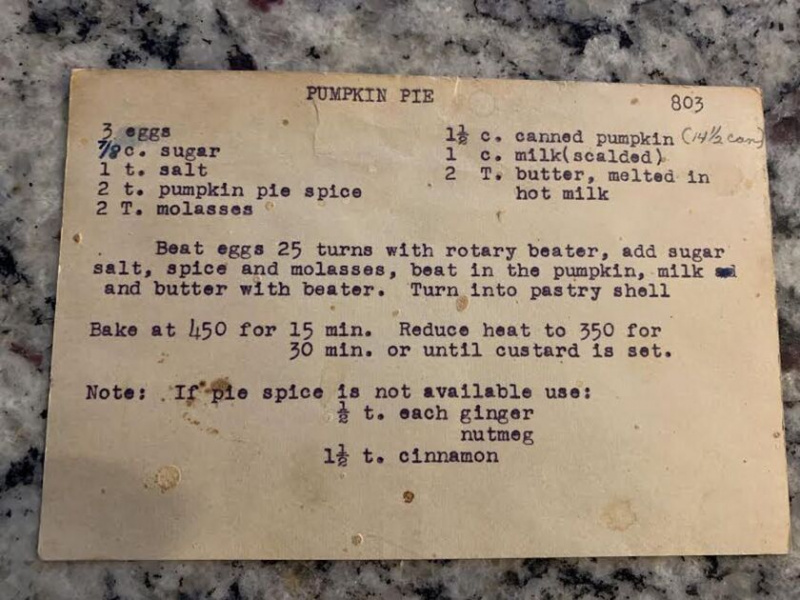 PUMPKIN PIE 803
3 eggs
7/8 c. sugar
1 t. salt
2 t. pumpkin pie spice
2 T. molasses
1½ c. canned pumpkin (14½ can)
1 c. milk(scalded)
2 T. butter, melted in
hot milk
Beat eggs 25 turns with rotary beater, add sugar
salt, spice and molasses, beat in the pumpkin, milk
and butter with beater. Turn into pastry shell
Bake at 450 for 15 min. Reduce heat to 350 for
30 min. or until custard is set.
Note: If pie spice is not available use:
½ t. each ginger
nutmeg
1½ t. cinnamon